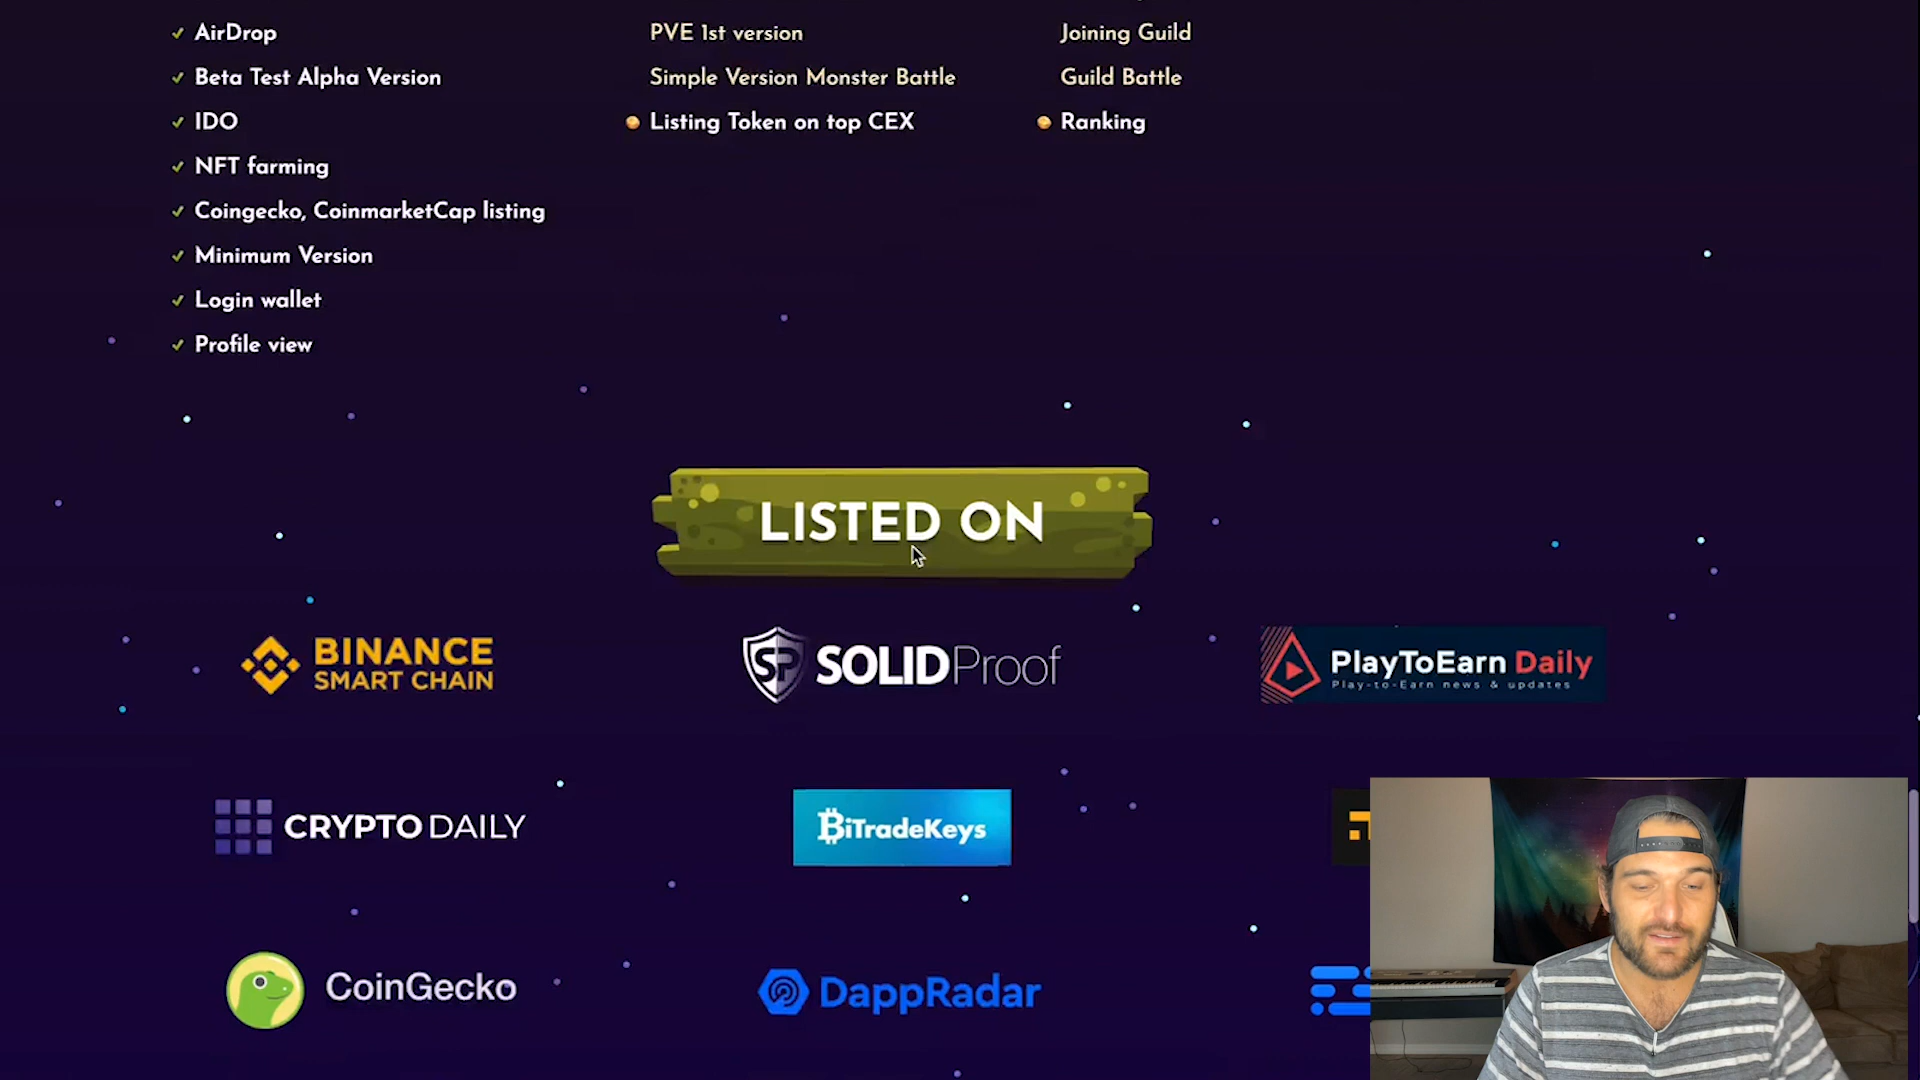 AirDrop
Beta Test Alpha Version
IDO
NFT farming
Coingecko, CoinmarketCap listing
Minimum Version
Login wallet
Profile view
PVE 1st version
Simple Version Monster Battle
Listing Token on top CEX
Joining Guild
Guild Battle
Ranking
LISTED ON
BINANCE
SMART CHAIN
SP SOLIDProof
PlayToEarn Daily
Play-to-Earn news & updates
CRYPTO DAILY
BiTradeKeys
CoinGecko
DappRadar